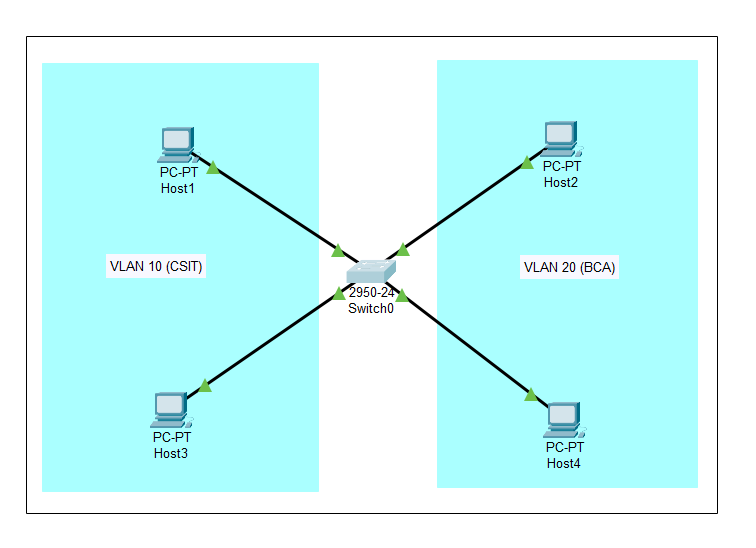 PC-PT
Host1
PC-PT
Host2
VLAN 10 (CSIT)
VLAN 20 (BCA)
2950-24
Switch0
PC-PT
Host3
PC-PT
Host4